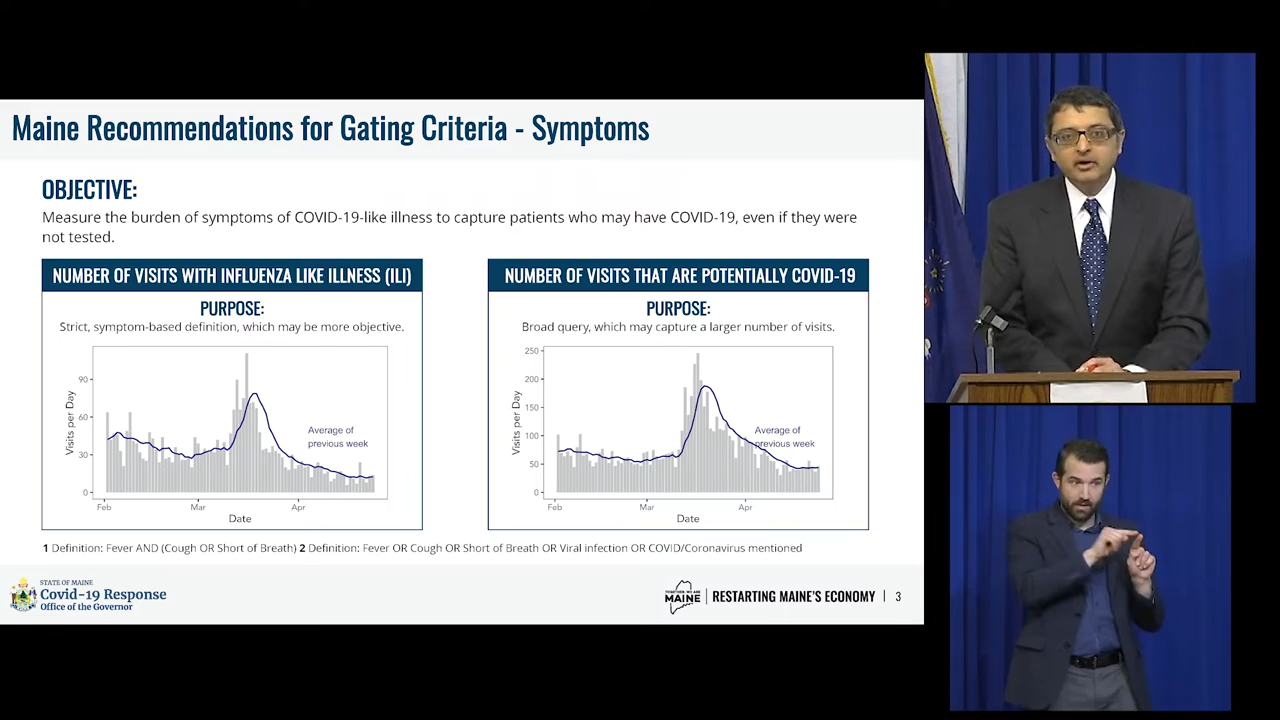 Maine Recommendations for Gating Criteria - Symptoms
OBJECTIVE:
Measure the burden of symptoms of COVID-19-like illness to capture patients who may have COVID-19, even if they were
not tested.
NUMBER OF VISITS WITH INFLUENZA LIKE ILLNESS (ILI)
PURPOSE:
Strict, symptom-based definition, which may be more objective.
Visits per Day
90
60
30
0
Average of
previous week
Feb
Mar
Apr
Date
NUMBER OF VISITS THAT ARE POTENTIALLY COVID-19
PURPOSE:
Broad query, which may capture a larger number of visits.
Visits per Day
250
200
150
100
50
0
Average of
previous week
Feb
Mar
Apr
Date
1 Definition: Fever AND (Cough OR Short of Breath) 2 Definition: Fever OR Cough OR Short of Breath OR Viral infection OR COVID/Coronavirus mentioned
STATE OF MAINE
Covid-19 Response
Office of the Governor
TOGETHER WE ARE
MAINE
RESTARTING MAINE'S ECONOMY | 3